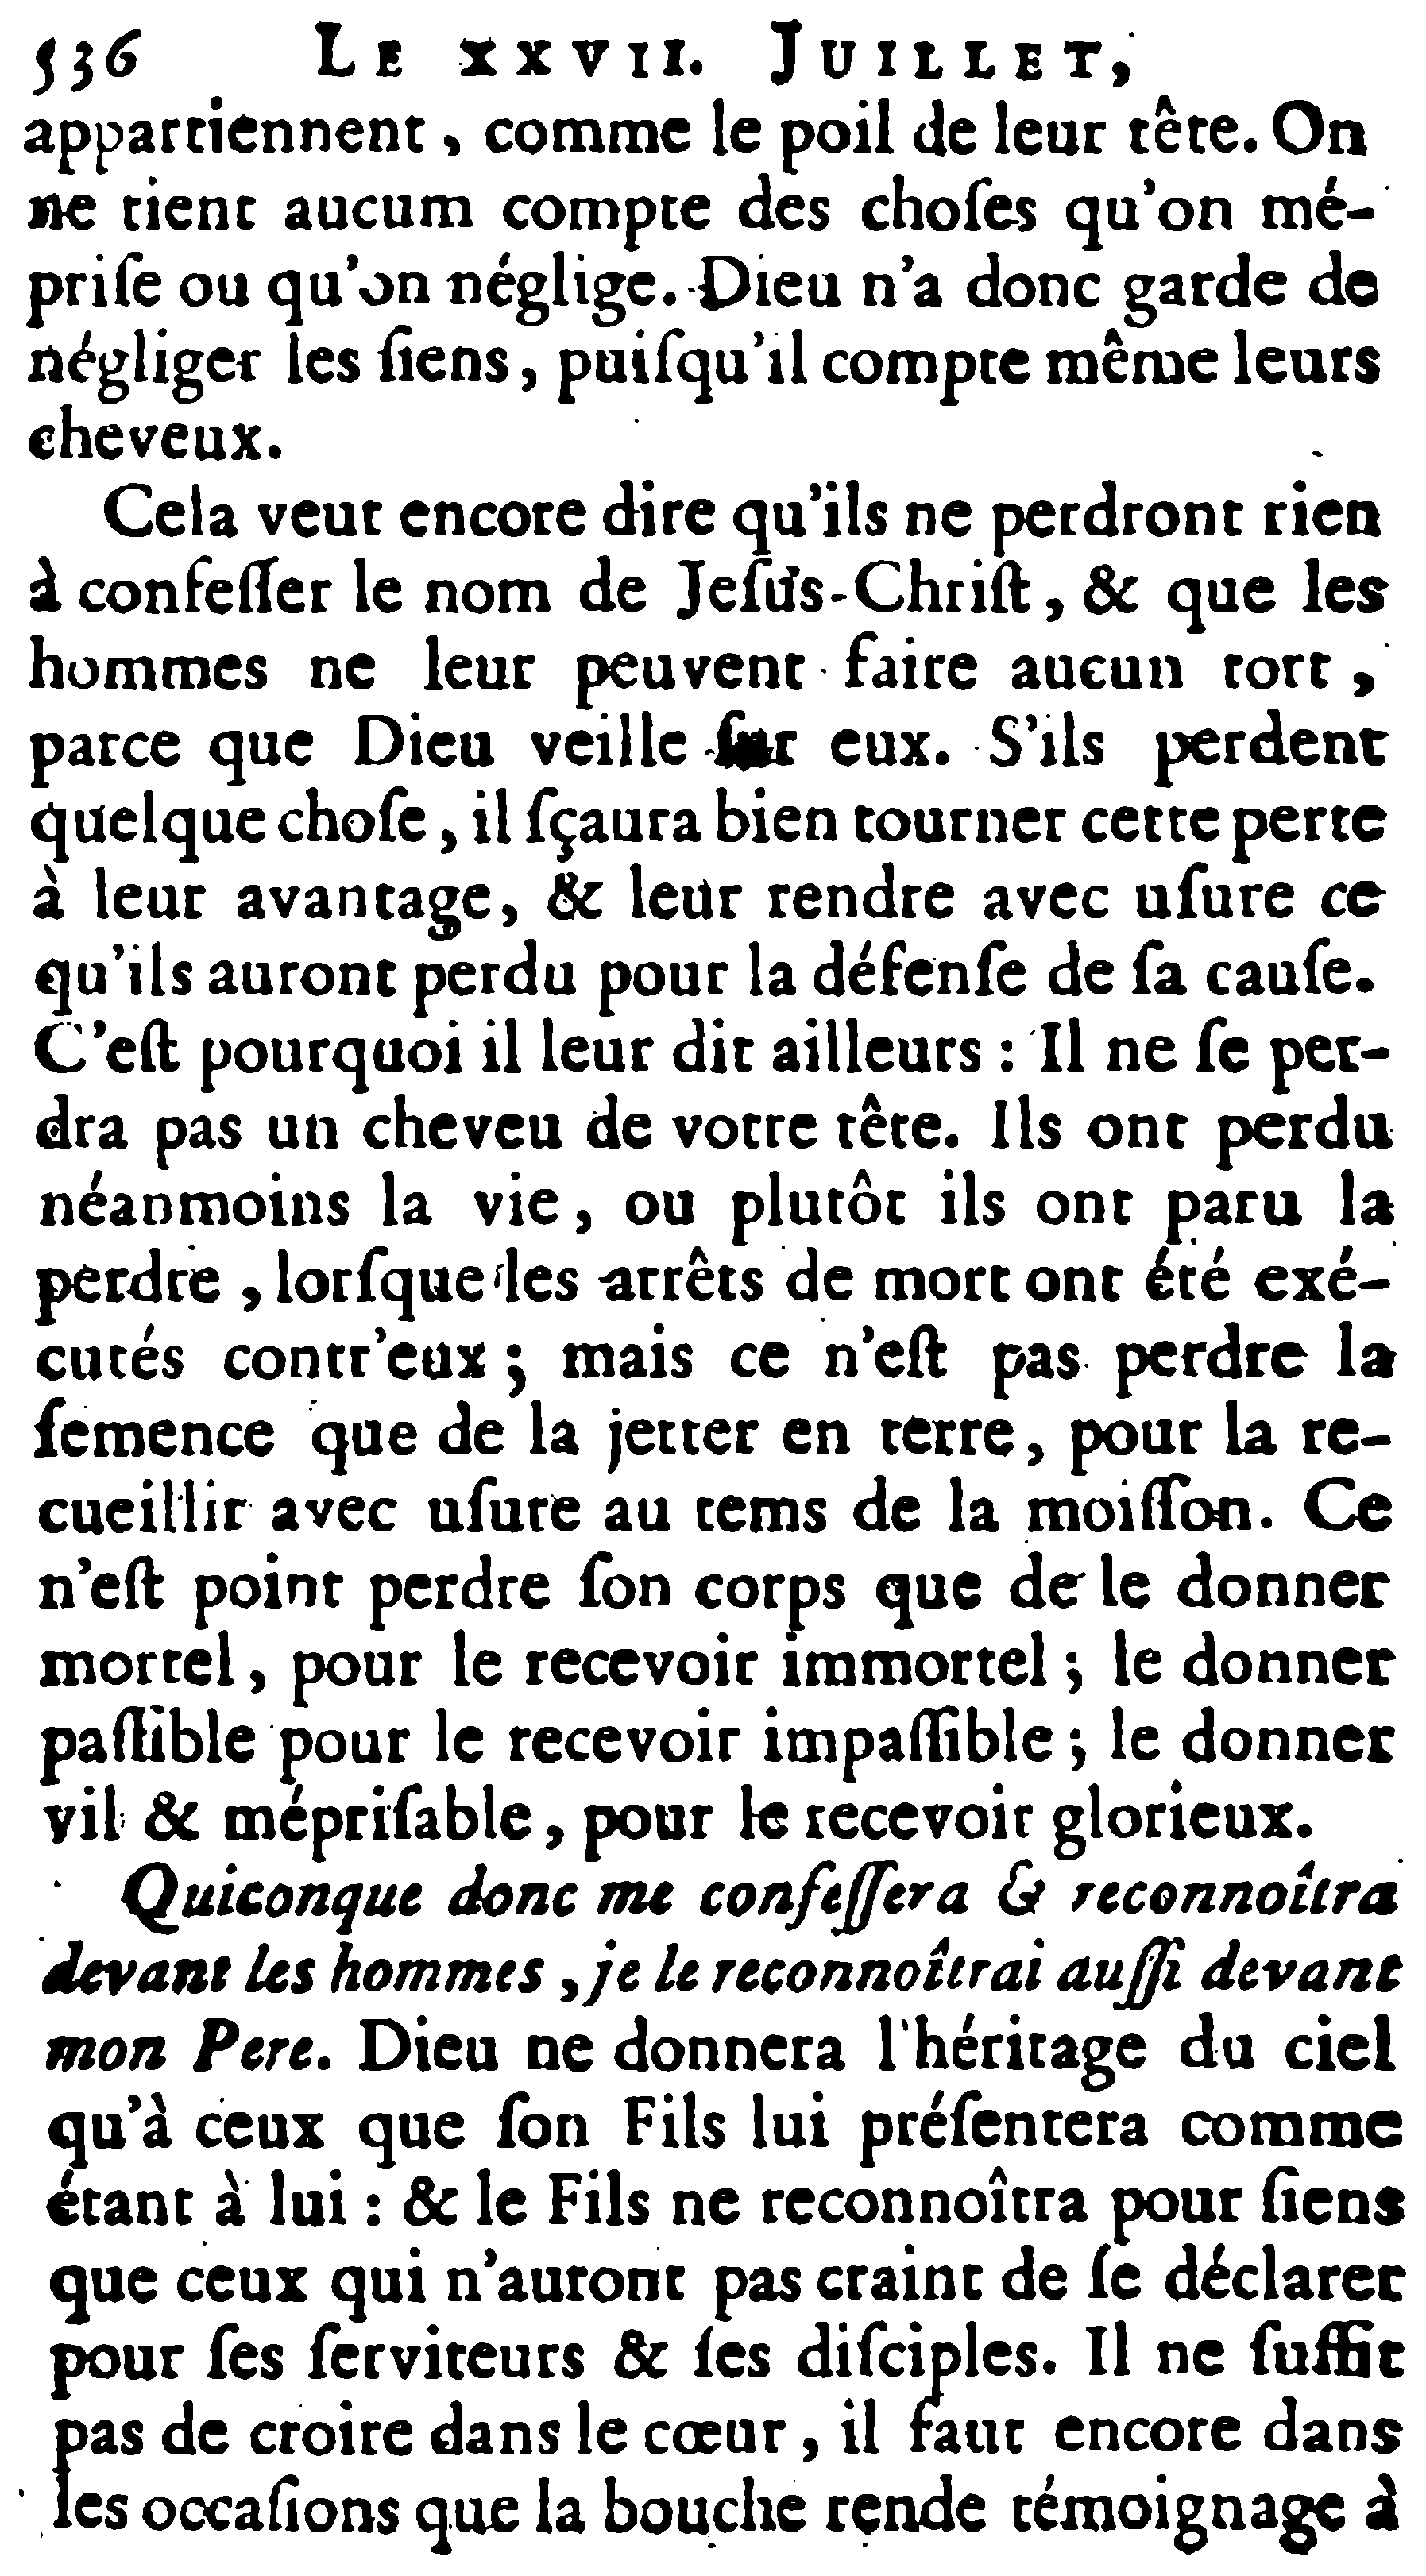 536 LE XXVII. JUILLET,
appartiennent, comme le poil de leur tête. On
ne tient aucum compte des choſes qu'on mé-
priſe ou qu'on néglige. Dieu n'a donc garde de
négliger les ſiens, puiſqu'il compte même leurs
cheveux.
Cela veut encore dire qu'ils ne perdront rien
à confeſſer le nom de Jeſus-Chriſt, & que les
hommes ne leur peuvent faire aucun tort,
parce que Dieu veille ſur eux. S'ils perdent
quelque choſe, il ſçaura bien tourner cette perte
à leur avantage, & leur rendre avec uſure ce
qu'ils auront perdu pour la défenſe de ſa cauſe.
C'eſt pourquoi il leur dit ailleurs : Il ne ſe per-
dra pas un cheveu de votre tête. Ils ont perdu
néanmoins la vie, ou plutôt ils ont paru la
perdre, lorſque les arrêts de mort ont été exé-
cutés contr'eux; mais ce n'eſt pas perdre la
ſemence que de la jetter en terre, pour la re-
cueillir avec uſure au tems de la moiſſon. Ce
n'eſt point perdre ſon corps que de le donner
mortel, pour le recevoir immortel; le donner
paſſible pour le recevoir impaſſible; le donner
vil & mépriſable, pour le recevoir glorieux.
Quiconque donc me confeſſera & reconnoîtra
devant les hommes, je le reconnoîtrai auſſi devant
mon Pere. Dieu ne donnera l'héritage du ciel
qu'à ceux que ſon Fils lui préſentera comme
étant à lui : & le Fils ne reconnoîtra pour ſiens
que ceux qui n'auront pas craint de ſe déclarer
pour ſes ſerviteurs & ſes diſciples. Il ne ſuffit
pas de croire dans le cœur, il faut encore dans
les occaſions que la bouche rende témoignage à